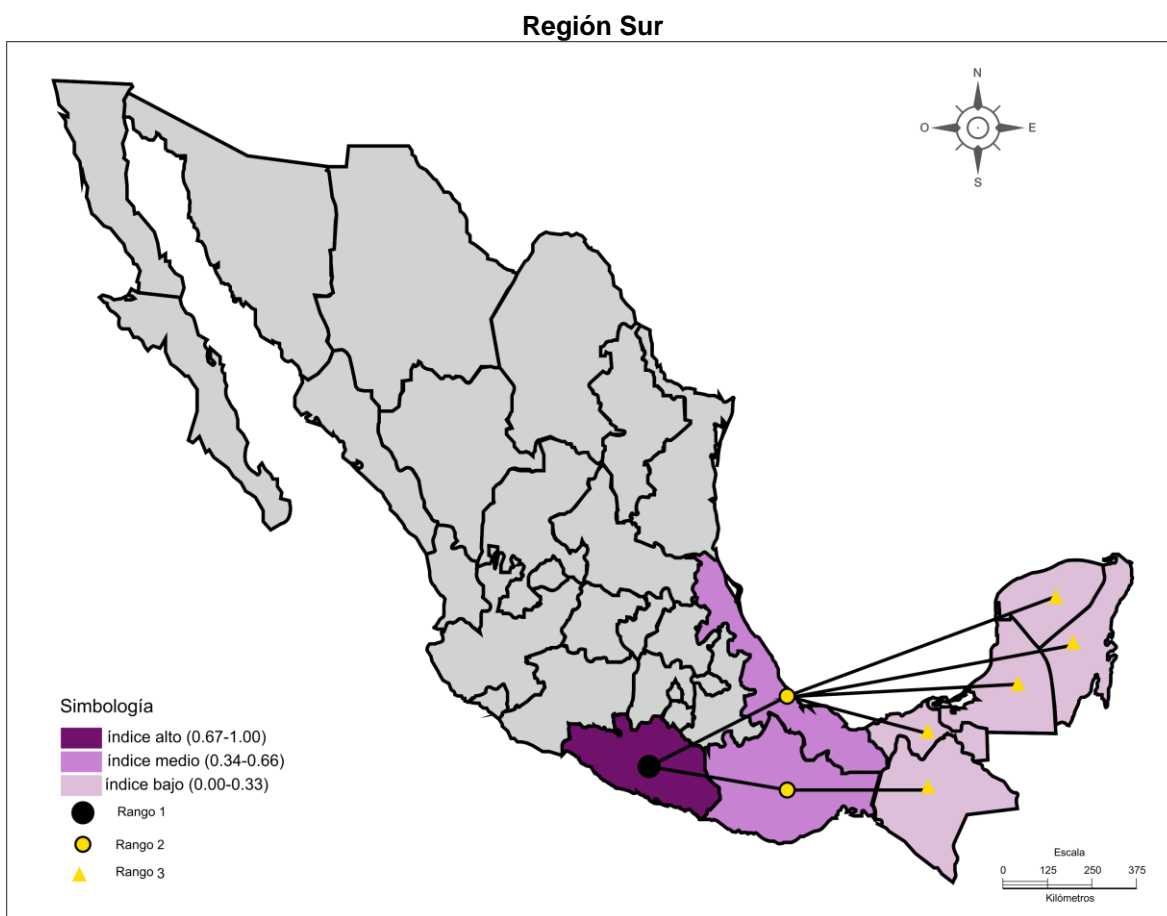 Región Sur
N
O
E
S
Simbología
índice alto (0.67-1.00)
índice medio (0.34-0.66)
índice bajo (0.00-0.33)
Rango 1
Rango 2
Rango 3
Escala
0 125 250 375
Kilómetros